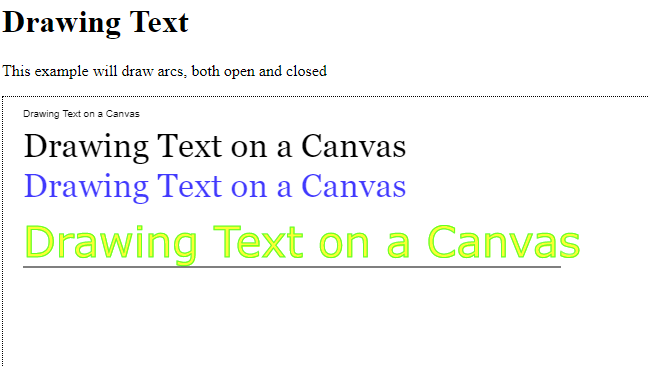 Drawing Text
This example will draw arcs, both open and closed
Drawing Text on a Canvas
Drawing Text on a Canvas
Drawing Text on a Canvas
Drawing Text on a Canvas